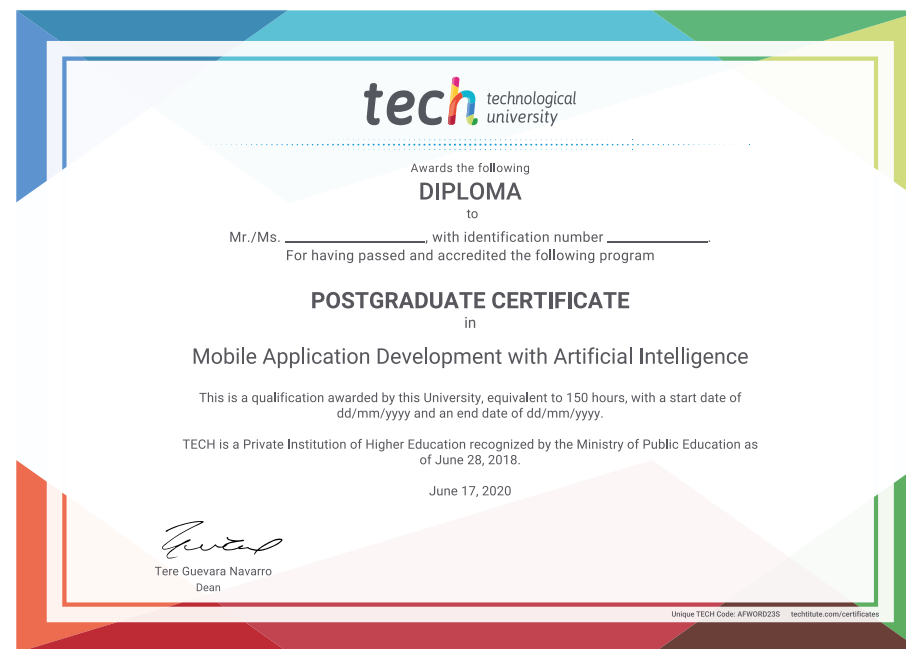 tech technological
university
Awards the following
DIPLOMA
to
Mr./Ms. ____________________, with identification number ______________.
For having passed and accredited the following program
POSTGRADUATE CERTIFICATE
in
Mobile Application Development with Artificial Intelligence
This is a qualification awarded by this University, equivalent to 150 hours, with a start date of
dd/mm/yyyy and an end date of dd/mm/yyyy.
TECH is a Private Institution of Higher Education recognized by the Ministry of Public Education as
of June 28, 2018.
June 17, 2020
Tere Guevara Navarro
Dean
Unique TECH Code: AFWORD23S techtitute.com/certificates